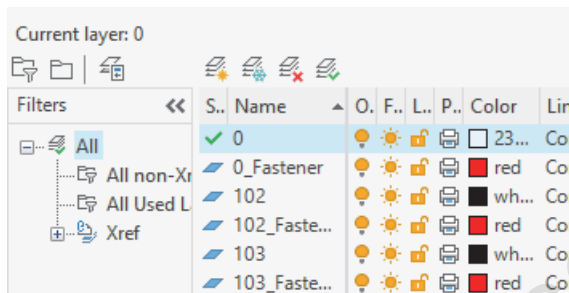 Current layer: 0
Filters
All
All non-Xr
All Used L
Xref
S.. Name O. F.. L.. P.. Color Lin
0 23... Co
0_Fastener red Co
102 wh... Co
102_Faste... red Co
103 wh... Co
103_Faste... red Co